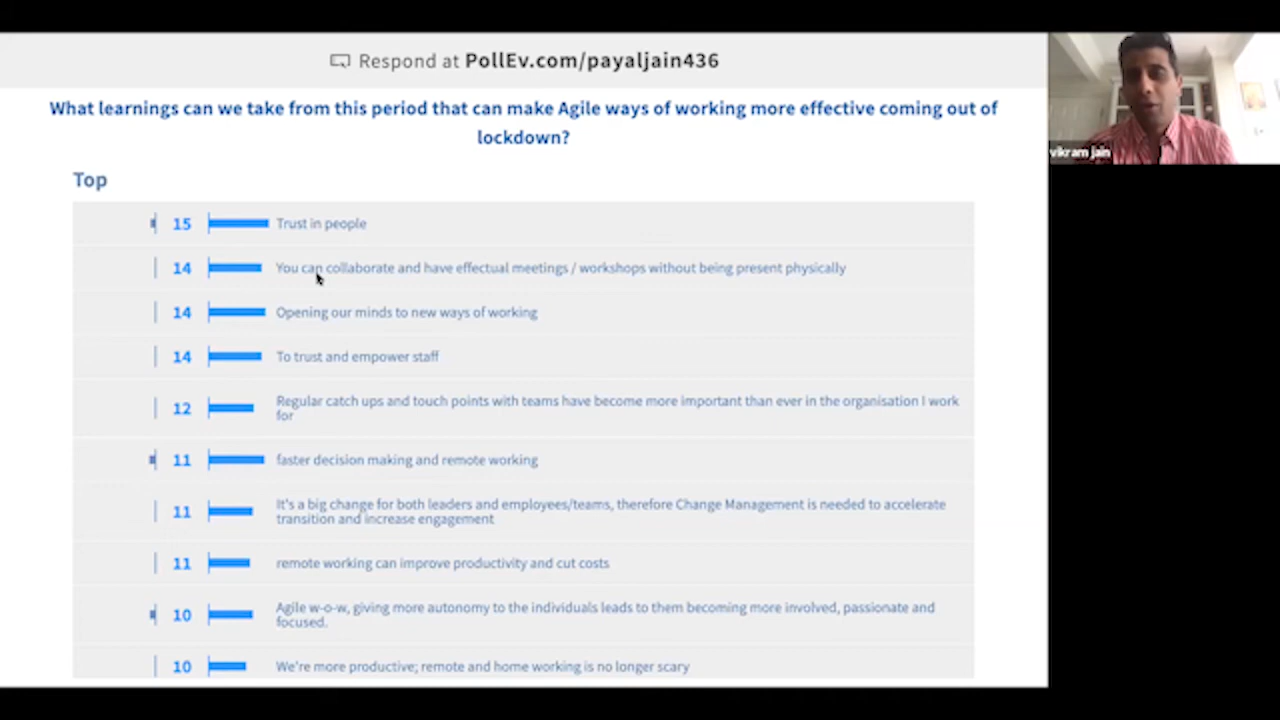 Respond at PollEv.com/payaljain436
What learnings can we take from this period that can make Agile ways of working more effective coming out of
lockdown?
vikram jain
Top
15 Trust in people
14 You can collaborate and have effectual meetings / workshops without being present physically
14 Opening our minds to new ways of working
14 To trust and empower staff
12 Regular catch ups and touch points with teams have become more important than ever in the organisation I work
for
11 faster decision making and remote working
11 It's a big change for both leaders and employees/teams, therefore Change Management is needed to accelerate
transition and increase engagement
11 remote working can improve productivity and cut costs
10 Agile w-o-w, giving more autonomy to the individuals leads to them becoming more involved, passionate and
focused.
10 We're more productive; remote and home working is no longer scary